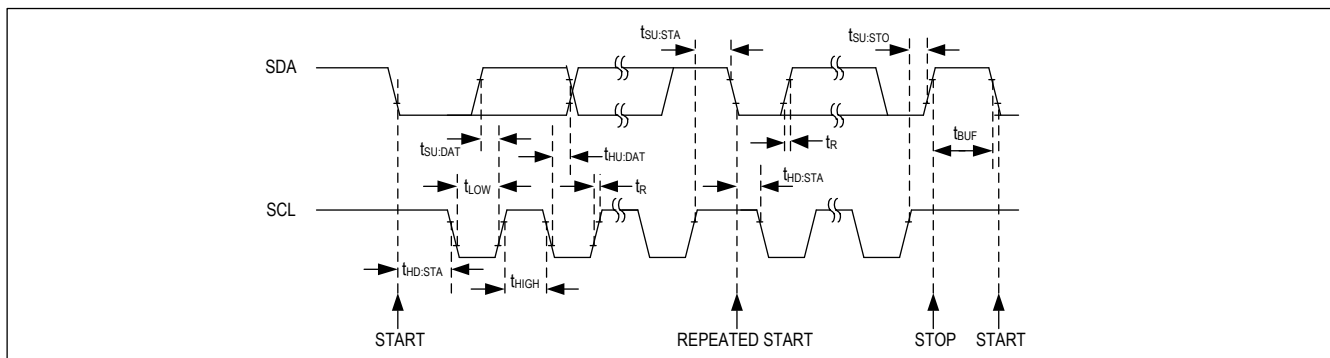 tSU:STA
tSU:STO
SDA
tSU:DAT
tHU:DAT
tR
tBUF
tLOW
tR
tHD:STA
SCL
tHD:STA
tHIGH
START
REPEATED START
STOP
START